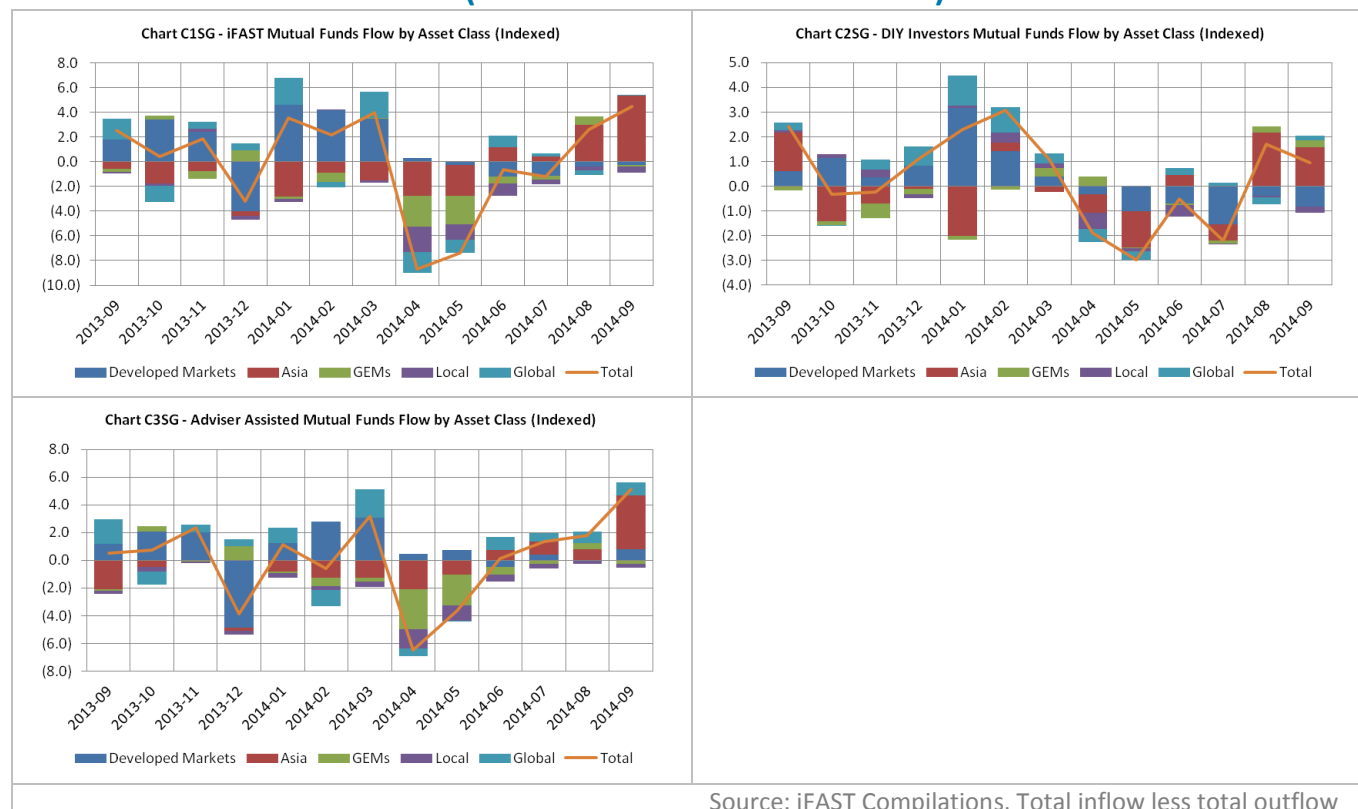 Chart C1SG - iFAST Mutual Funds Flow by Asset Class (Indexed)
8.0
6.0
4.0
2.0
0.0
(2.0)
(4.0)
(6.0)
(8.0)
(10.0)
2013-09 2013-10 2013-11 2013-12 2014-01 2014-02 2014-03 2014-04 2014-05 2014-06 2014-07 2014-08 2014-09
Developed Markets Asia GEMs Local Global Total
Chart C2SG - DIY Investors Mutual Funds Flow by Asset Class (Indexed)
5.0
4.0
3.0
2.0
1.0
0.0
(1.0)
(2.0)
(3.0)
(4.0)
2013-09 2013-10 2013-11 2013-12 2014-01 2014-02 2014-03 2014-04 2014-05 2014-06 2014-07 2014-08 2014-09
Developed Markets Asia GEMs Local Global Total
Chart C3SG - Adviser Assisted Mutual Funds Flow by Asset Class (Indexed)
8.0
6.0
4.0
2.0
0.0
(2.0)
(4.0)
(6.0)
(8.0)
2013-09 2013-10 2013-11 2013-12 2014-01 2014-02 2014-03 2014-04 2014-05 2014-06 2014-07 2014-08 2014-09
Developed Markets Asia GEMs Local Global Total
Source: iFAST Compilations. Total inflow less total outflow